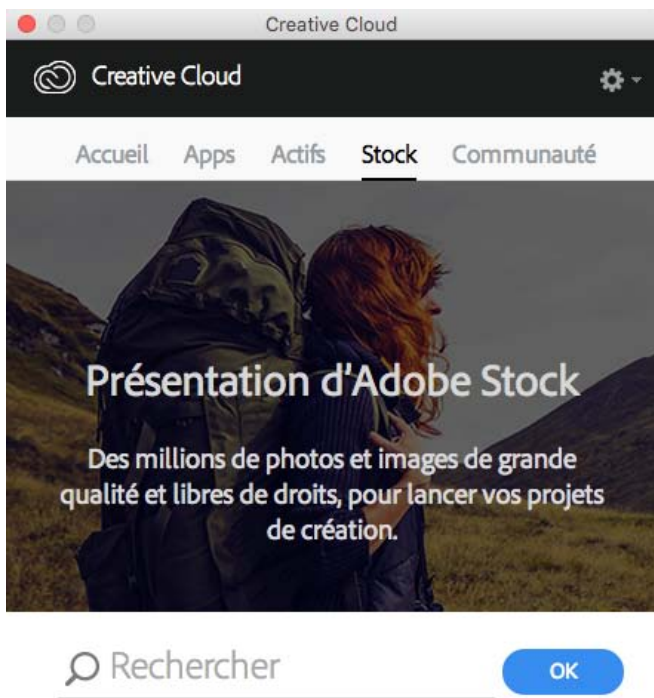 Creative Cloud
Creative Cloud
Accueil Apps Actifs Stock Communauté
Présentation d'Adobe Stock
Des millions de photos et images de grande
qualité et libres de droits, pour lancer vos projets
de création.
Rechercher OK